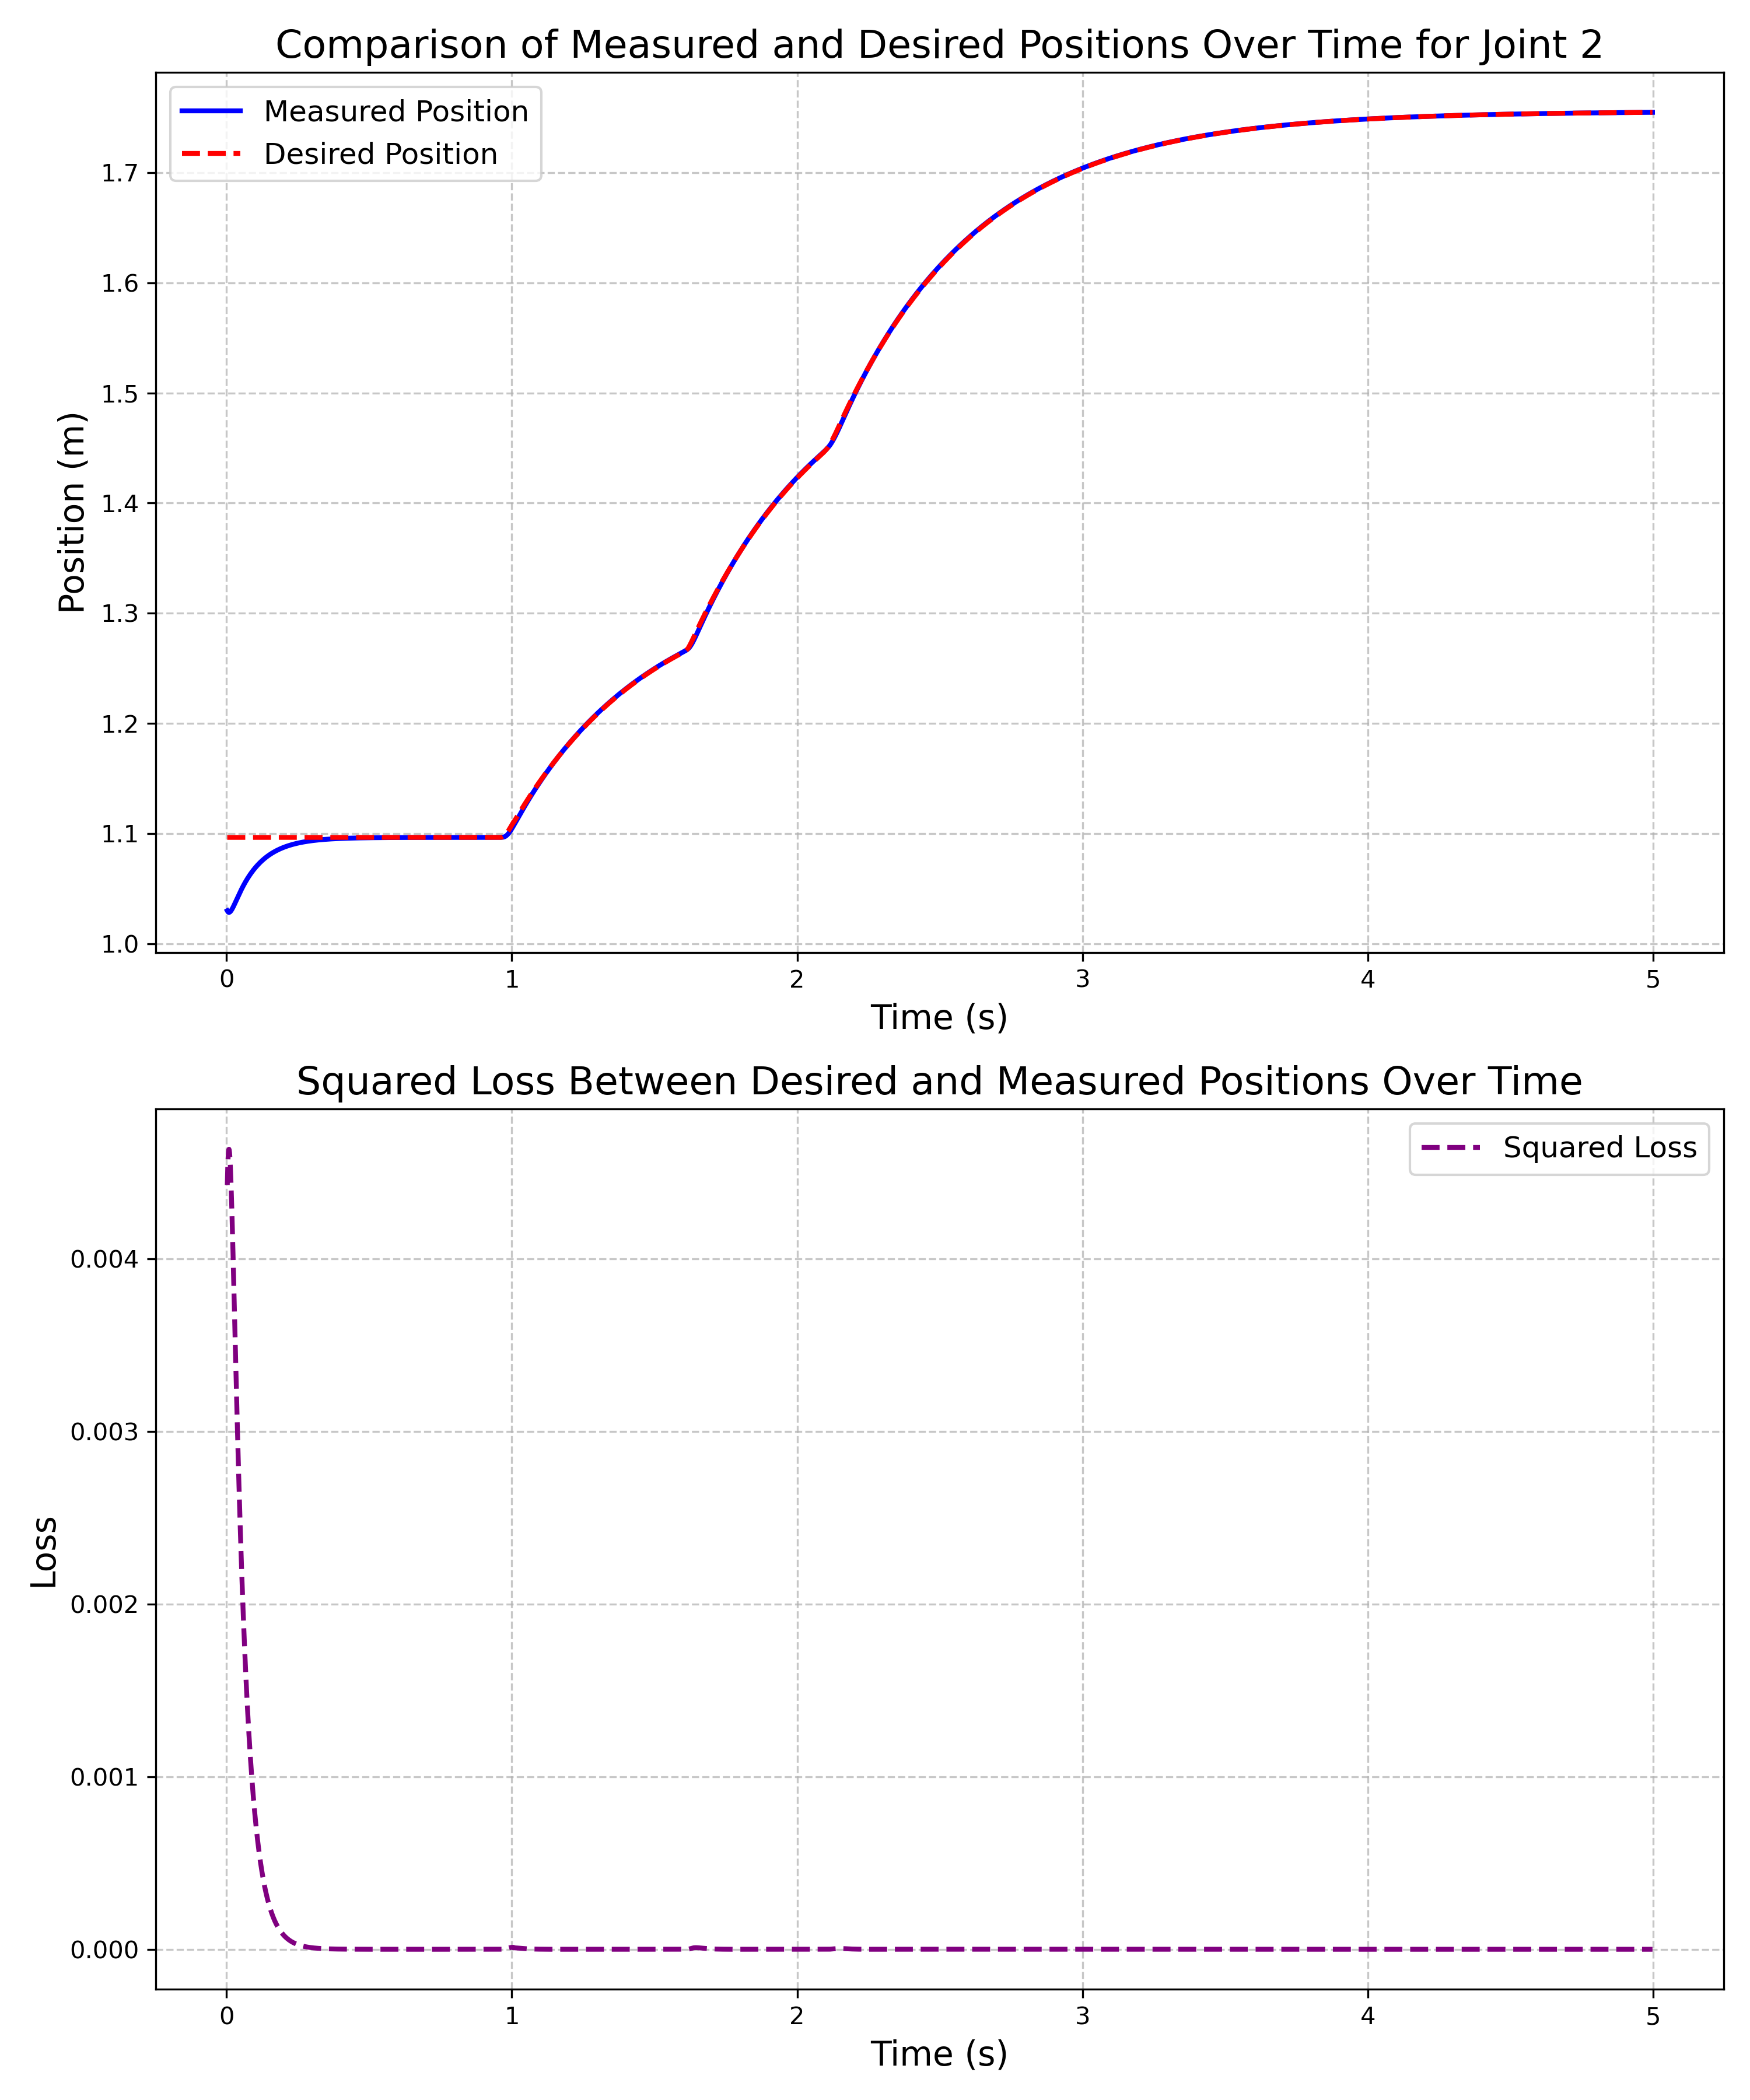 Comparison of Measured and Desired Positions Over Time for Joint 2
Measured Position
Desired Position
Position (m)
1.7
1.6
1.5
1.4
1.3
1.2
1.1
1.0
0 1 2 3 4 5
Time (s)
Squared Loss Between Desired and Measured Positions Over Time
Squared Loss
Loss
0.004
0.003
0.002
0.001
0.000
0 1 2 3 4 5
Time (s)